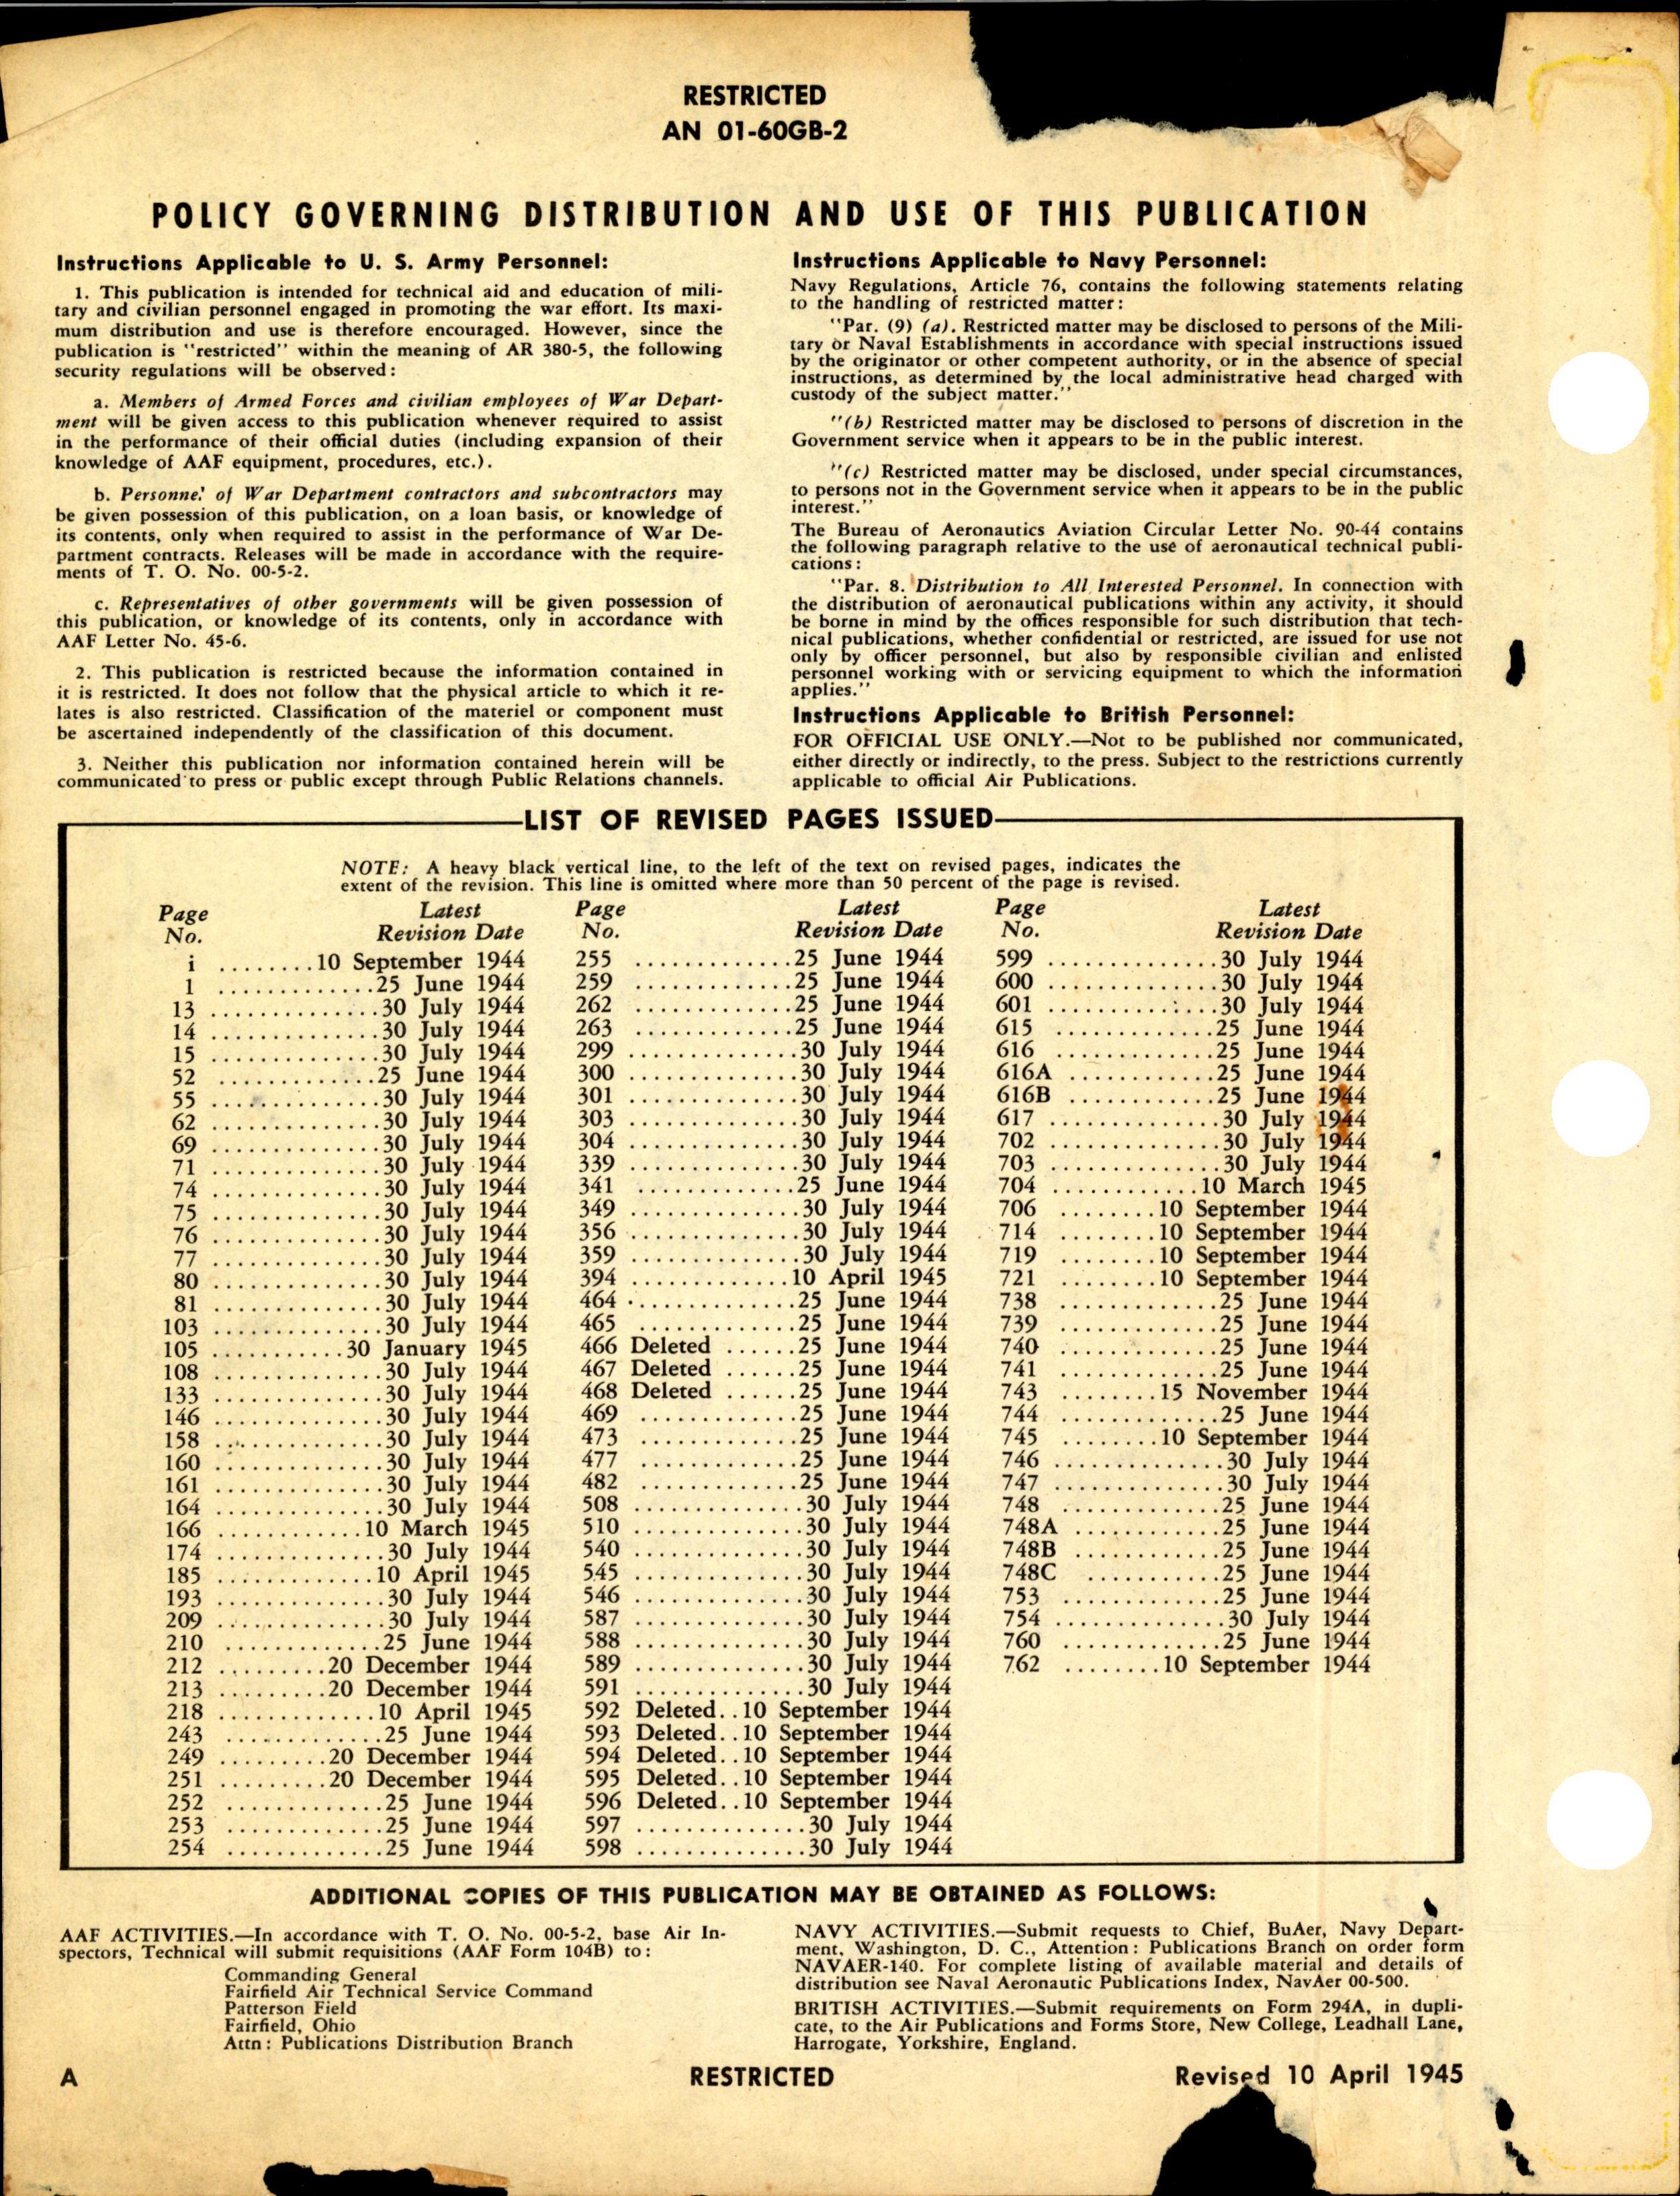 RESTRICTED
AN 01-60GB-2
POLICY GOVERNING DISTRIBUTION AND USE OF THIS PUBLICATION
Instructions Applicable to U. S. Army Personnel:
1. This publication is intended for technical aid and education of mili-
tary and civilian personnel engaged in promoting the war effort. Its maxi-
mum distribution and use is therefore encouraged. However, since the
publication is "restricted" within the meaning of AR 380-5, the following
security regulations will be observed:
a. Members of Armed Forces and civilian employees of War Depart-
ment will be given access to this publication whenever required to assist
in the performance of their official duties (including expansion of their
knowledge of AAF equipment, procedures, etc.).
b. Personnel of War Department contractors and subcontractors may
be given possession of this publication, on a loan basis, or knowledge of
its contents, only when required to assist in the performance of War De-
partment contracts. Releases will be made in accordance with the require-
ments of T. O. No. 00-5-2.
c. Representatives of other governments will be given possession of
this publication, or knowledge of its contents, only in accordance with
AAF Letter No. 45-6.
2. This publication is restricted because the information contained in
it is restricted. It does not follow that the physical article to which it re-
lates is also restricted. Classification of the materiel or component must
be ascertained independently of the classification of this document.
3. Neither this publication nor information contained herein will be
communicated to press or public except through Public Relations channels.
Instructions Applicable to Navy Personnel:
Navy Regulations, Article 76, contains the following statements relating
to the handling of restricted matter:
"Par. (9) (a). Restricted matter may be disclosed to persons of the Mili-
tary or Naval Establishments in accordance with special instructions issued
by the originator or other competent authority, or in the absence of special
instructions, as determined by the local administrative head charged with
custody of the subject matter."
"(b) Restricted matter may be disclosed to persons of discretion in the
Government service when it appears to be in the public interest.
"(c) Restricted matter may be disclosed, under special circumstances,
to persons not in the Government service when it appears to be in the public
interest."
The Bureau of Aeronautics Aviation Circular Letter No. 90-44 contains
the following paragraph relative to the use of aeronautical technical publi-
cations:
"Par. 8. Distribution to All Interested Personnel. In connection with
the distribution of aeronautical publications within any activity, it should
be borne in mind by the offices responsible for such distribution that tech-
nical publications, whether confidential or restricted, are issued for use not
only by officer personnel, but also by responsible civilian and enlisted
personnel working with or servicing equipment to which the information
applies."
Instructions Applicable to British Personnel:
FOR OFFICIAL USE ONLY.—Not to be published nor communicated,
either directly or indirectly, to the press. Subject to the restrictions currently
applicable to official Air Publications.
LIST OF REVISED PAGES ISSUED
NOTE: A heavy black vertical line, to the left of the text on revised pages, indicates the
extent of the revision. This line is omitted where more than 50 percent of the page is revised.
Page Latest
No. Revision Date
i ........10 September 1944
1 .............25 June 1944
13 ..............30 July 1944
14 ..............30 July 1944
15 ..............30 July 1944
52 .............25 June 1944
55 ..............30 July 1944
62 ..............30 July 1944
69 ..............30 July 1944
71 ..............30 July 1944
74 ..............30 July 1944
75 ..............30 July 1944
76 ..............30 July 1944
77 ..............30 July 1944
80 ..............30 July 1944
81 ..............30 July 1944
103 ..............30 July 1944
105 ...........30 January 1945
108 ..............30 July 1944
133 ..............30 July 1944
146 ..............30 July 1944
158 ..............30 July 1944
160 ..............30 July 1944
161 ..............30 July 1944
164 ..............30 July 1944
166 ............10 March 1945
174 ..............30 July 1944
185 .............10 April 1945
193 ..............30 July 1944
209 ..............30 July 1944
210 .............25 June 1944
212 .........20 December 1944
213 .........20 December 1944
218 .............10 April 1945
243 .............25 June 1944
249 .........20 December 1944
251 .........20 December 1944
252 .............25 June 1944
253 .............25 June 1944
254 .............25 June 1944
Page Latest
No. Revision Date
255 .............25 June 1944
259 .............25 June 1944
262 .............25 June 1944
263 .............25 June 1944
299 ..............30 July 1944
300 ..............30 July 1944
301 ..............30 July 1944
303 ..............30 July 1944
304 ..............30 July 1944
339 ..............30 July 1944
341 .............25 June 1944
349 ..............30 July 1944
356 ..............30 July 1944
359 ..............30 July 1944
394 .............10 April 1945
464 .............25 June 1944
465 .............25 June 1944
466 Deleted ......25 June 1944
467 Deleted ......25 June 1944
468 Deleted ......25 June 1944
469 .............25 June 1944
473 .............25 June 1944
477 .............25 June 1944
482 .............25 June 1944
508 ..............30 July 1944
510 ..............30 July 1944
540 ..............30 July 1944
545 ..............30 July 1944
546 ..............30 July 1944
587 ..............30 July 1944
588 ..............30 July 1944
589 ..............30 July 1944
591 ..............30 July 1944
592 Deleted..10 September 1944
593 Deleted..10 September 1944
594 Deleted..10 September 1944
595 Deleted..10 September 1944
596 Deleted..10 September 1944
597 ..............30 July 1944
598 ..............30 July 1944
Page Latest
No. Revision Date
599 ..............30 July 1944
600 ..............30 July 1944
601 ..............30 July 1944
615 .............25 June 1944
616 .............25 June 1944
616A ............25 June 1944
616B ............25 June 1944
617 ..............30 July 1944
702 ..............30 July 1944
703 ..............30 July 1944
704 ............10 March 1945
706 ........10 September 1944
714 ........10 September 1944
719 ........10 September 1944
721 ........10 September 1944
738 .............25 June 1944
739 .............25 June 1944
740 .............25 June 1944
741 .............25 June 1944
743 ........15 November 1944
744 .............25 June 1944
745 ........10 September 1944
746 ..............30 July 1944
747 ..............30 July 1944
748 .............25 June 1944
748A ............25 June 1944
748B ............25 June 1944
748C ...........25 June 1944
753 .............25 June 1944
754 ..............30 July 1944
760 .............25 June 1944
762 ........10 September 1944
ADDITIONAL COPIES OF THIS PUBLICATION MAY BE OBTAINED AS FOLLOWS:
AAF ACTIVITIES.—In accordance with T. O. No. 00-5-2, base Air In-
spectors, Technical will submit requisitions (AAF Form 104B) to:
Commanding General
Fairfield Air Technical Service Command
Patterson Field
Fairfield, Ohio
Attn: Publications Distribution Branch
NAVY ACTIVITIES.—Submit requests to Chief, BuAer, Navy Depart-
ment, Washington, D. C., Attention: Publications Branch on order form
NAVAER-140. For complete listing of available material and details of
distribution see Naval Aeronautic Publications Index, NavAer 00-500.
BRITISH ACTIVITIES.—Submit requirements on Form 294A, in dupli-
cate, to the Air Publications and Forms Store, New College, Leadhall Lane,
Harrogate, Yorkshire, England.
A RESTRICTED Revised 10 April 1945